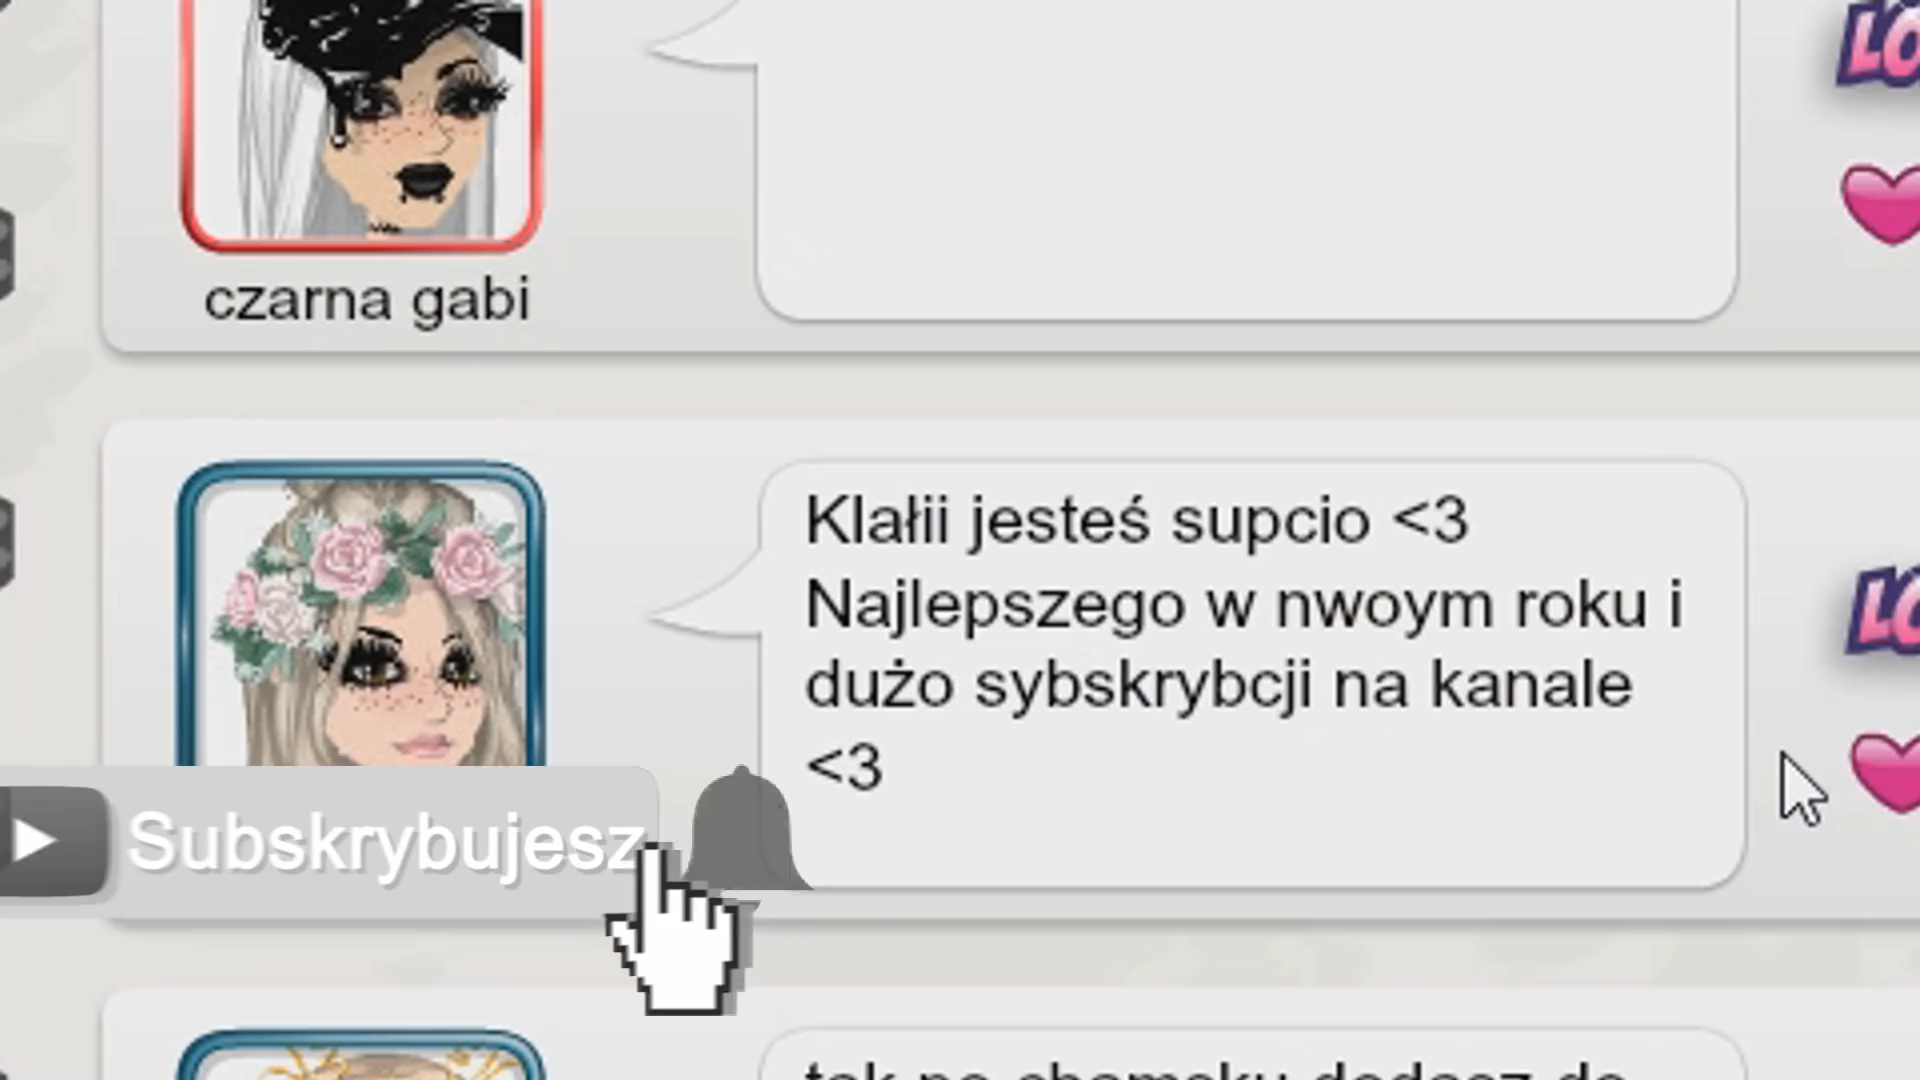 czarna gabi
Klałii jesteś supcio <3
Najlepszego w nwoym roku i
dużo sybskrybcji na kanale
<3
Subskrybujesz